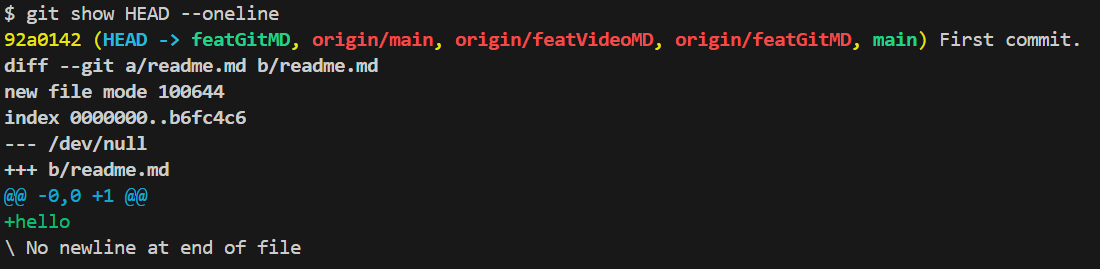 $ git show HEAD --oneline
92a0142 (HEAD -> featGitMD, origin/main, origin/featVideoMD, origin/featGitMD, main) First commit.
diff --git a/readme.md b/readme.md
new file mode 100644
index 0000000..b6fc4c6
--- /dev/null
+++ b/readme.md
@@ -0,0 +1 @@
+hello
\ No newline at end of file